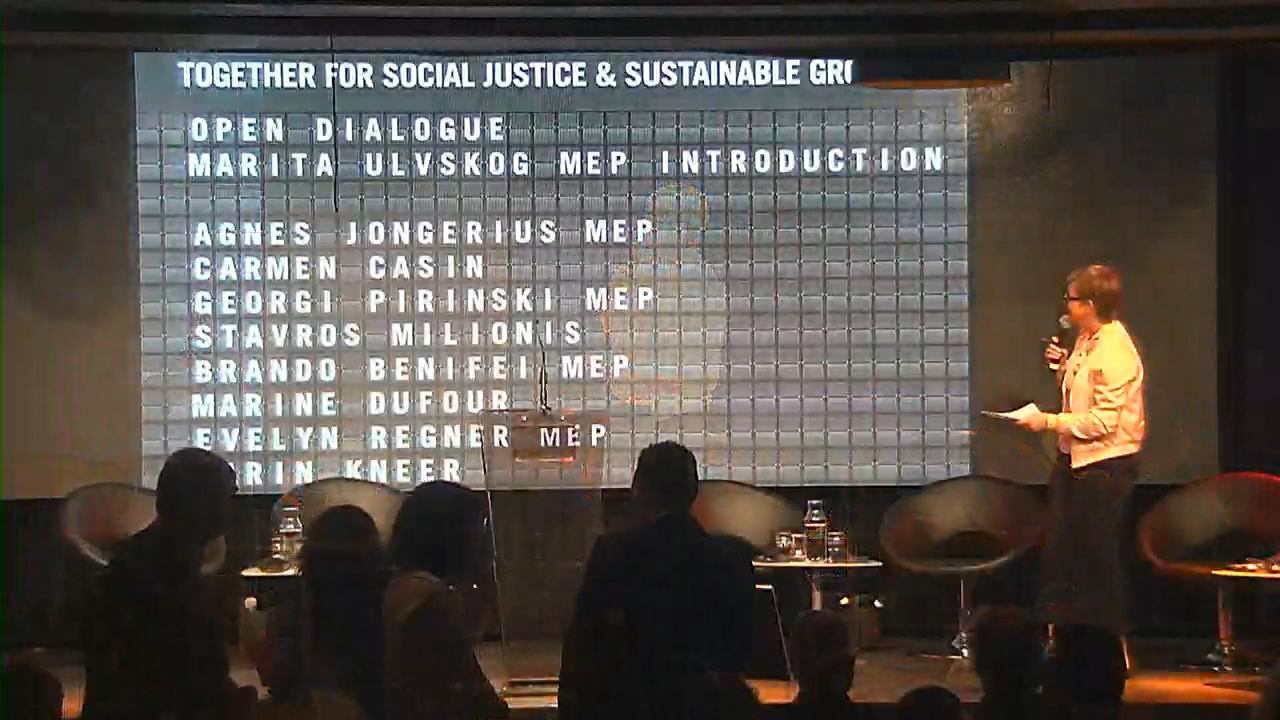 TOGETHER FOR SOCIAL JUSTICE & SUSTAINABLE
OPEN DIALOGUE
MARITA ULVSKOG MEP INTRODUCTION
AGNES JONGERIUS MEP
CARMEN CASIN
GEORGI PIRINSKI MEP
STAVROS MILIONIS
BRANDO BENIFEI MEP
MARINE DUFOUR
EVELYN REGNER MEP
KNEER